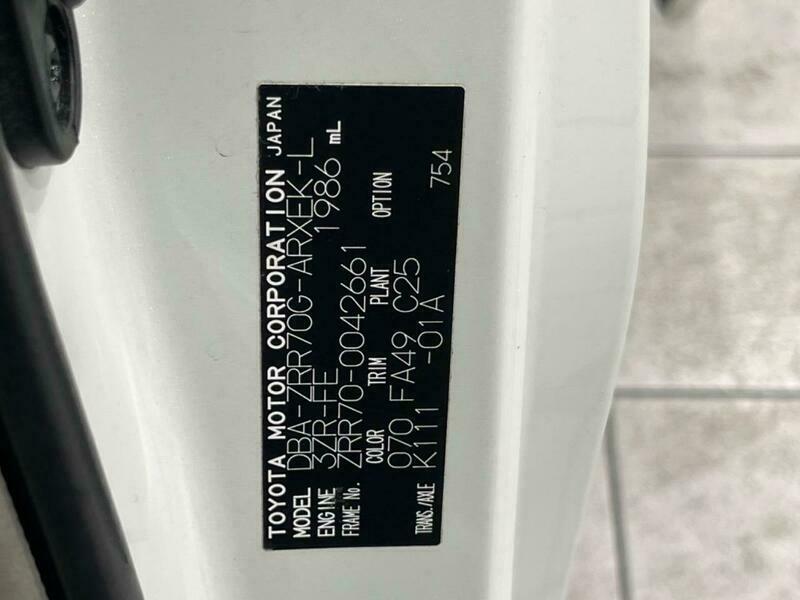 TOYOTA MOTOR CORPORATION JAPAN
MODEL DBA-ZRR70G-ARXEK-L
ENGINE 3ZR-FE 1986 mL
FRAME No. ZRR70-0042661
COLOR TRIM PLANT OPTION
070 FA49 C25 754
TRANS./AXLE K111 -01A